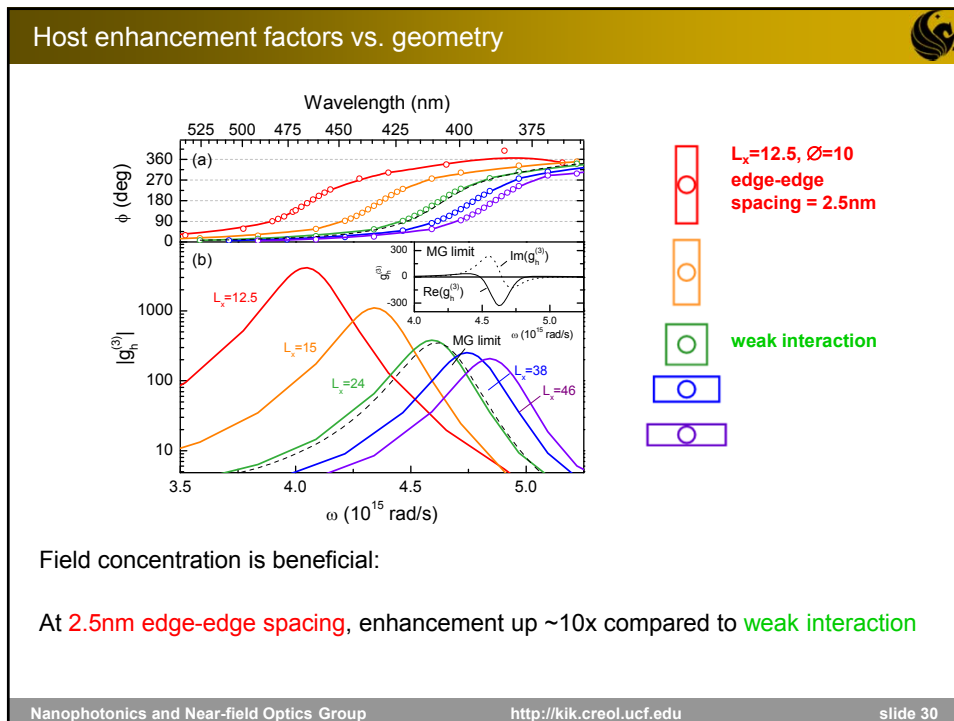 Host enhancement factors vs. geometry
Wavelength (nm)
525 500 475 450 425 400 375
360
270
180
90
0
ϕ (deg)
(a)
(b)
1000
100
10
|g_h^(3)|
L_x=12.5
L_x=15
L_x=24
MG limit
L_x=38
L_x=46
300
0
-300
g_h^(3)
MG limit
Im(g_h^(3))
Re(g_h^(3))
4.0 4.5 5.0
ω (10^15 rad/s)
3.5 4.0 4.5 5.0
ω (10^15 rad/s)
L_x=12.5, Ø=10
edge-edge
spacing = 2.5nm
weak interaction
Field concentration is beneficial:
At 2.5nm edge-edge spacing, enhancement up ~10x compared to weak interaction
Nanophotonics and Near-field Optics Group http://kik.creol.ucf.edu slide 30